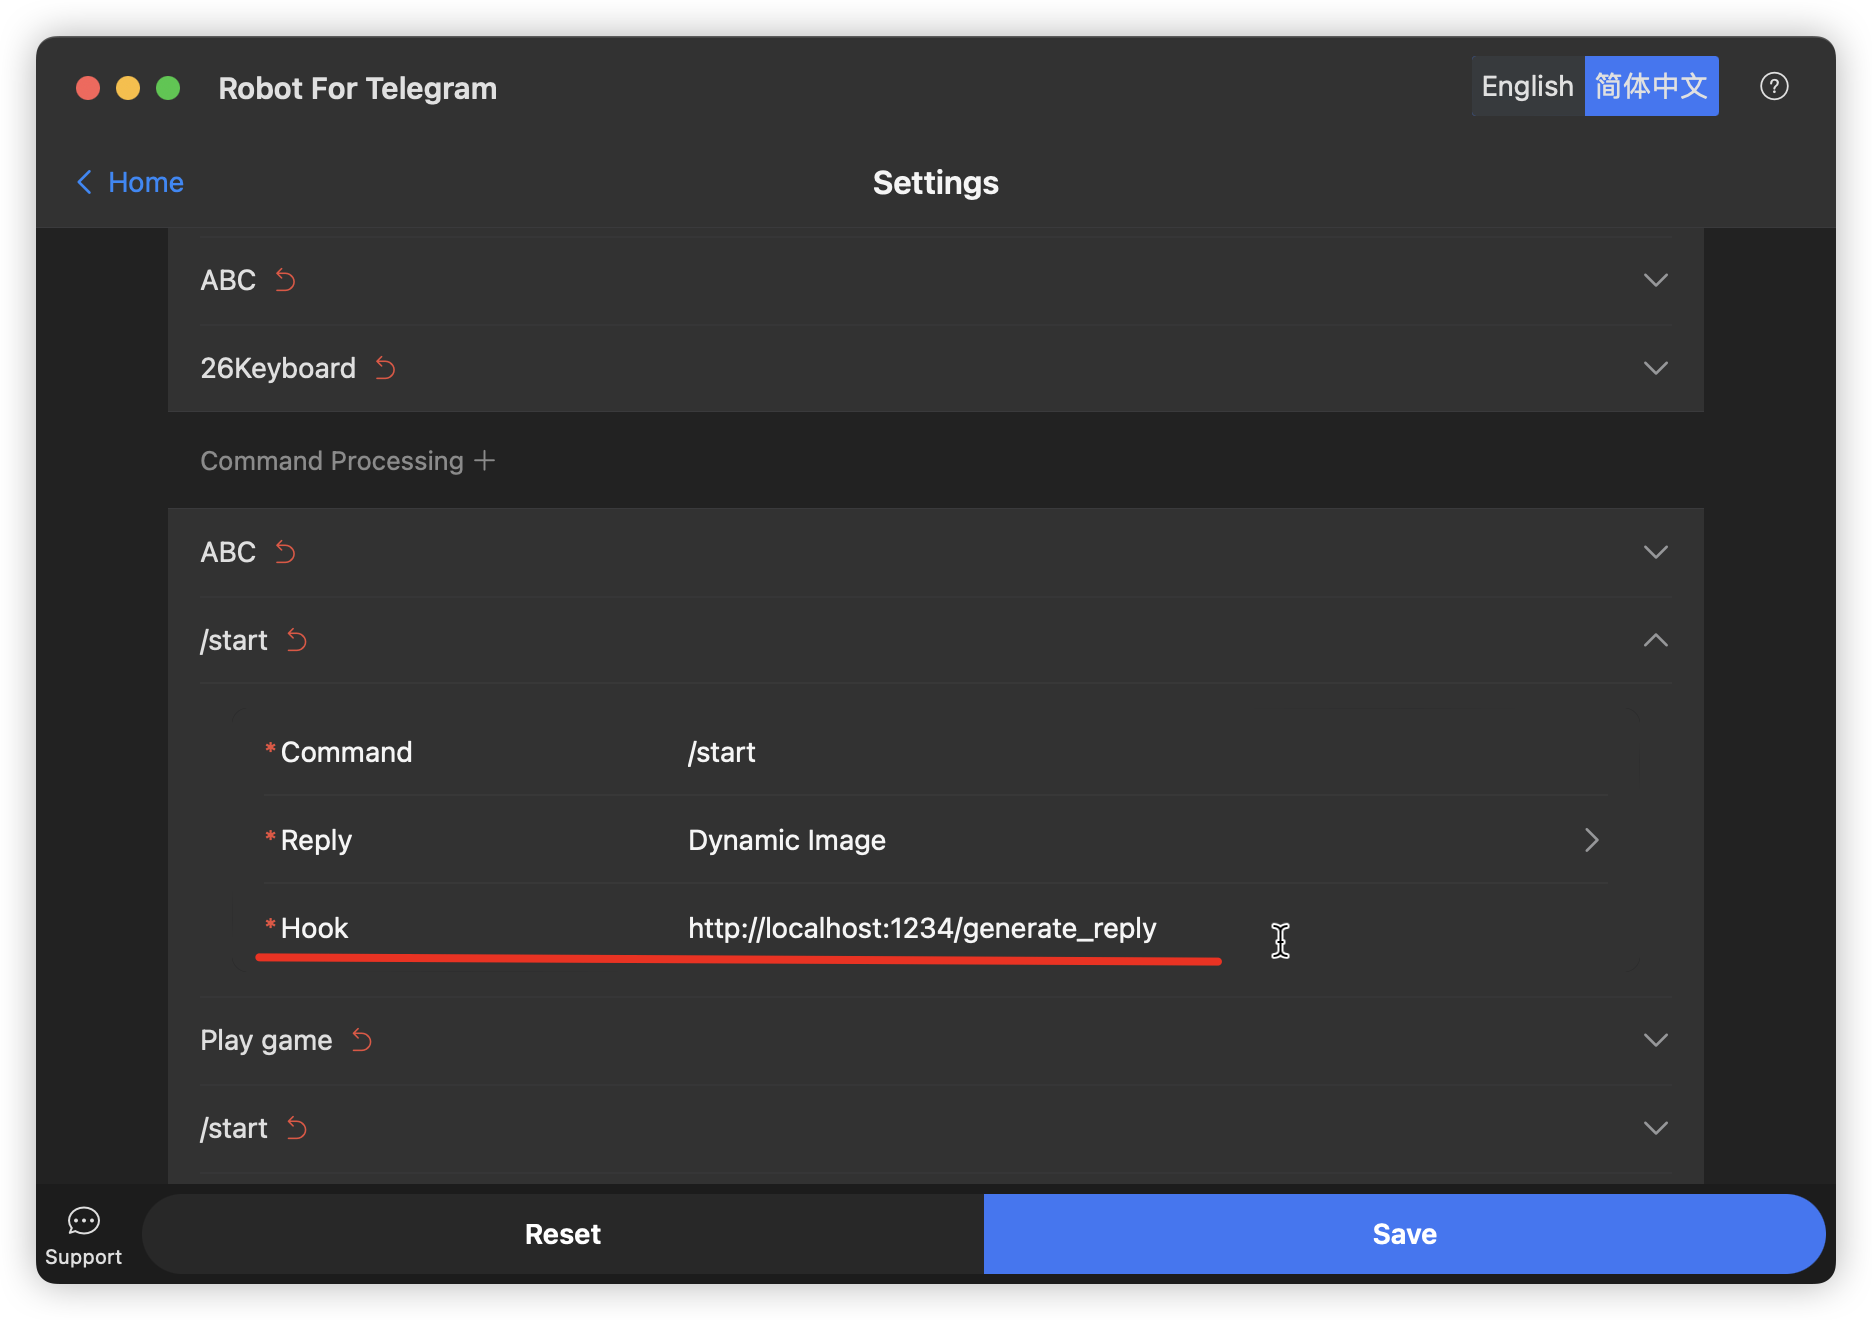 Robot For Telegram
English 简体中文
Home
Settings
ABC
26Keyboard
Command Processing
ABC
/start
*Command /start
*Reply Dynamic Image
*Hook http://localhost:1234/generate_reply
Play game
/start
Support
Reset
Save